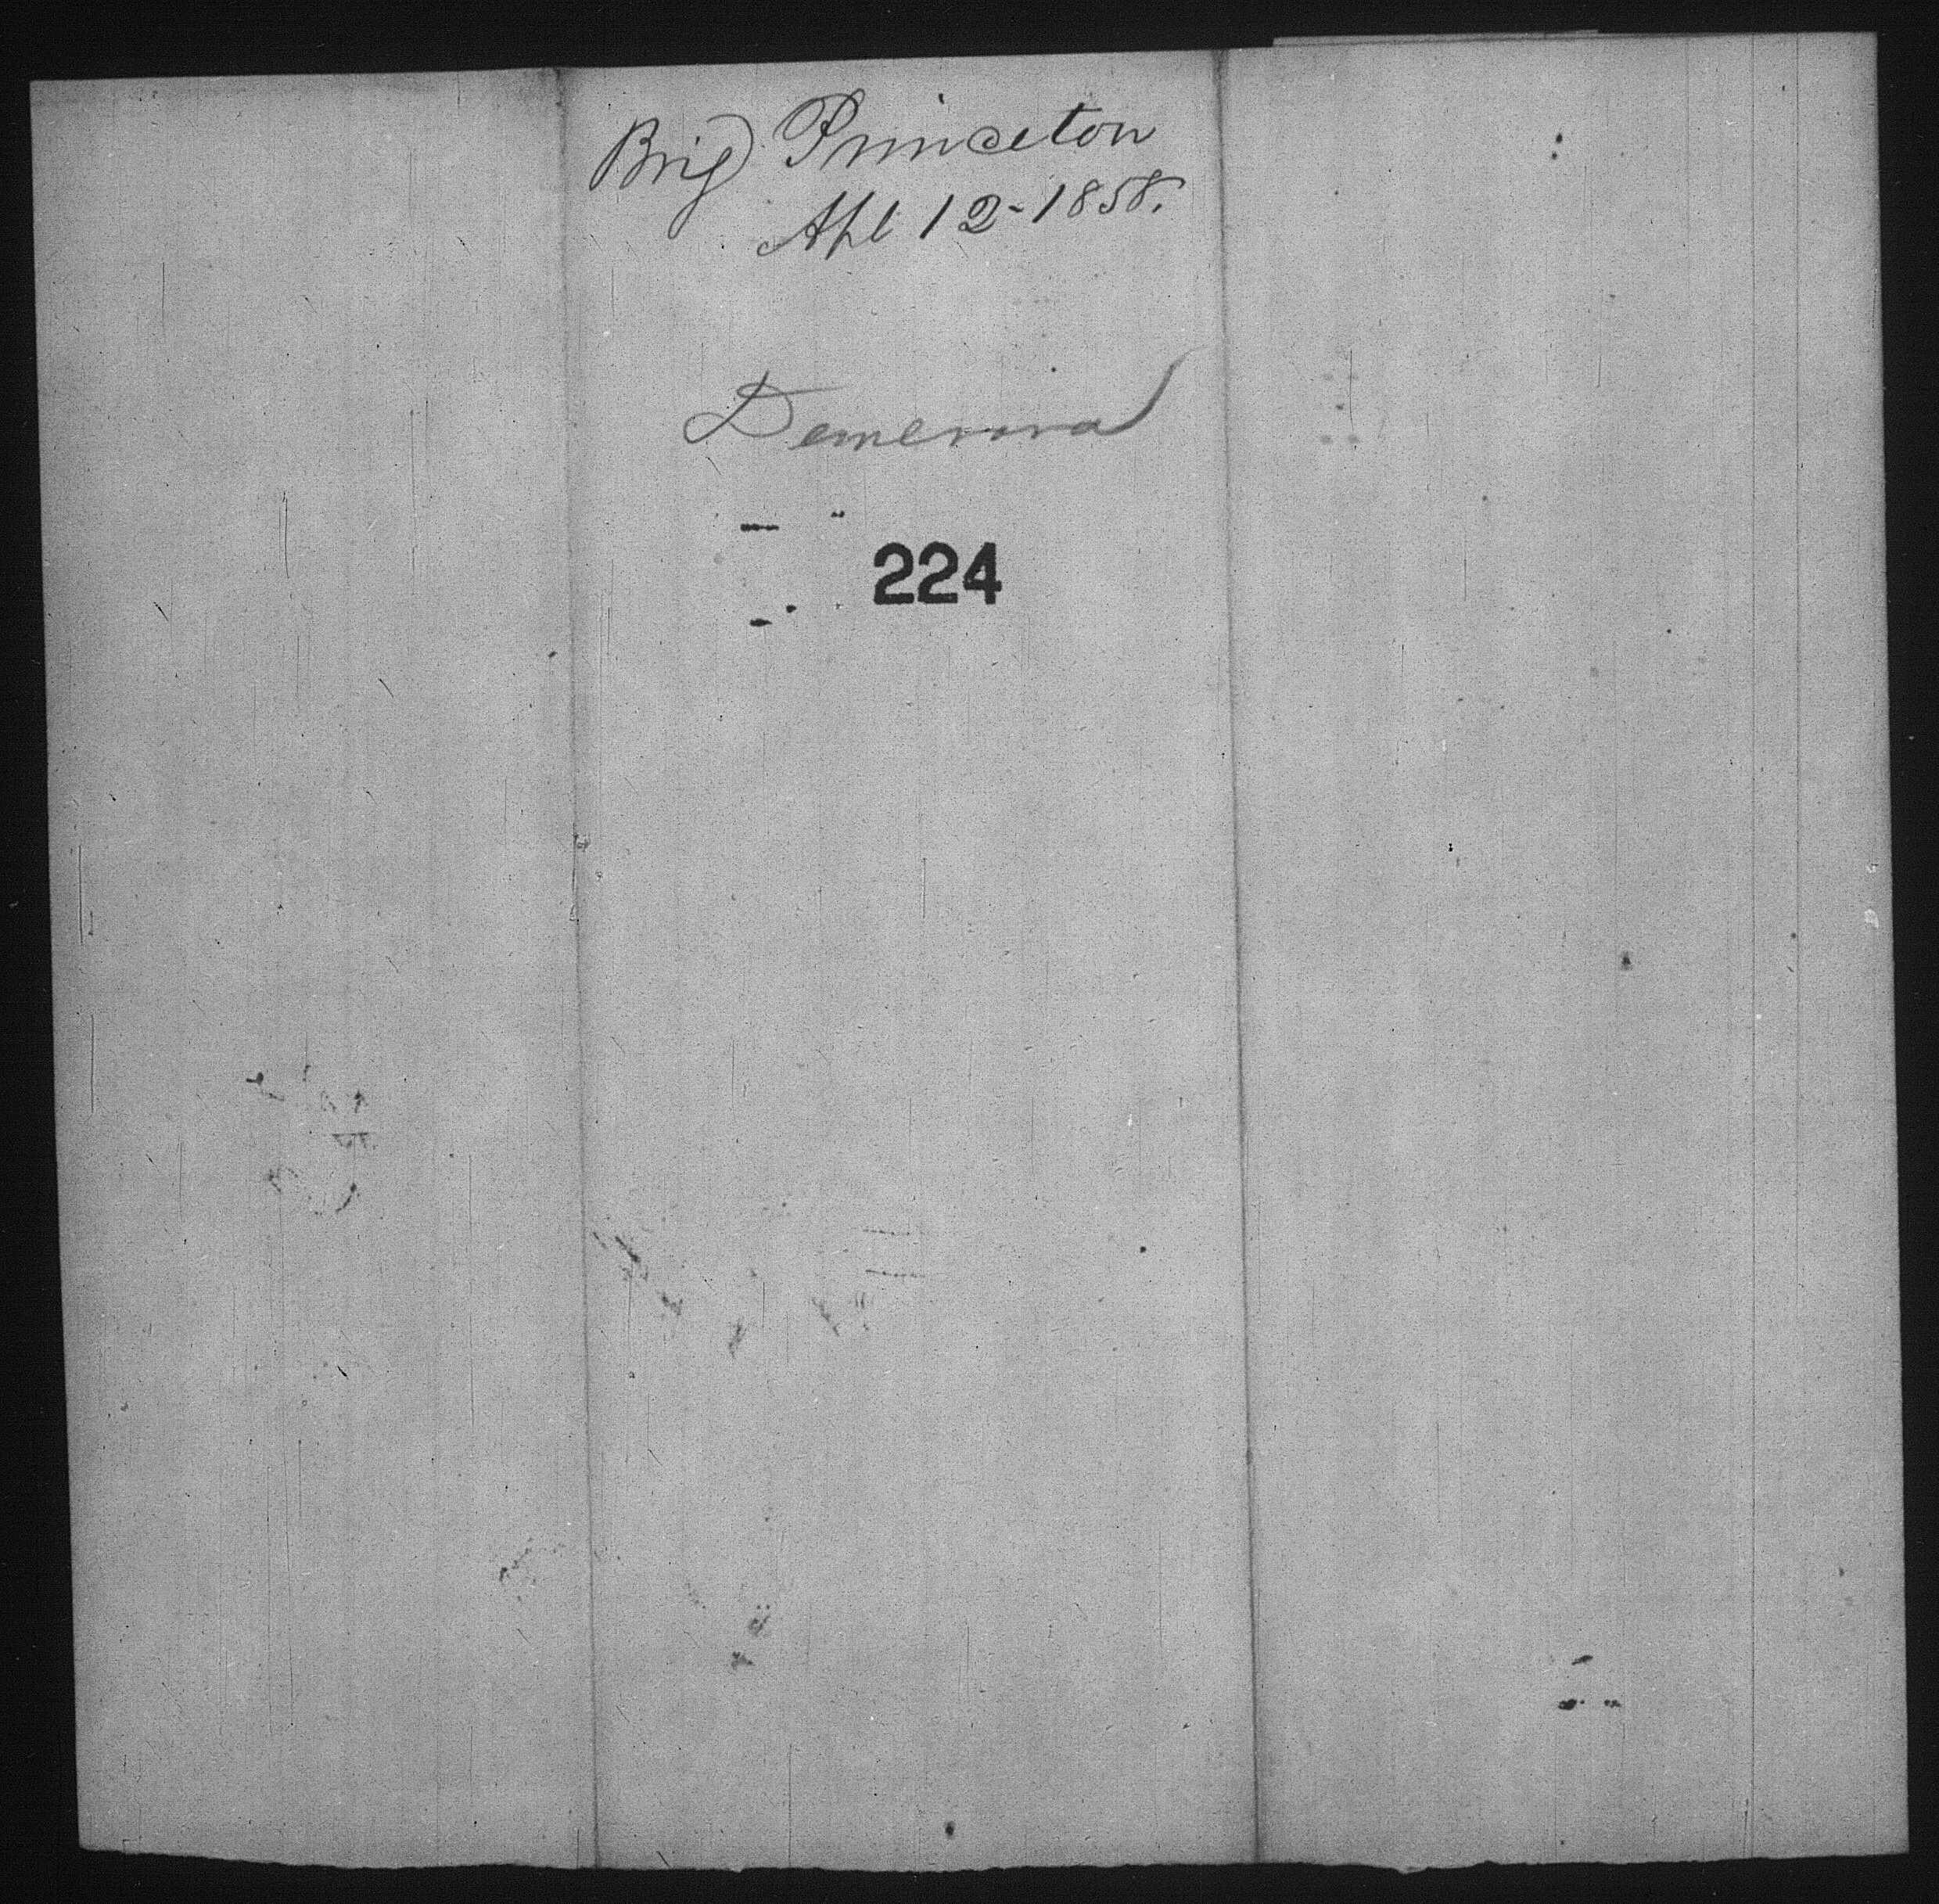 Brig Princeton
Apl 12-1858.
Demerara
224